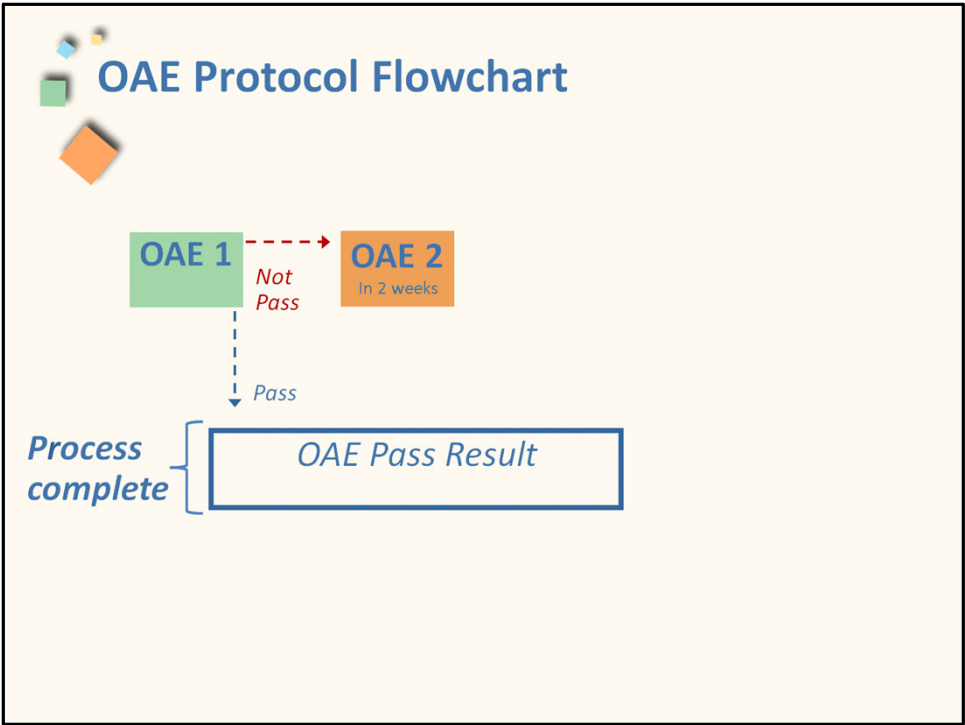 OAE Protocol Flowchart
OAE 1
Not
Pass
OAE 2
In 2 weeks
Pass
Process
complete
OAE Pass Result